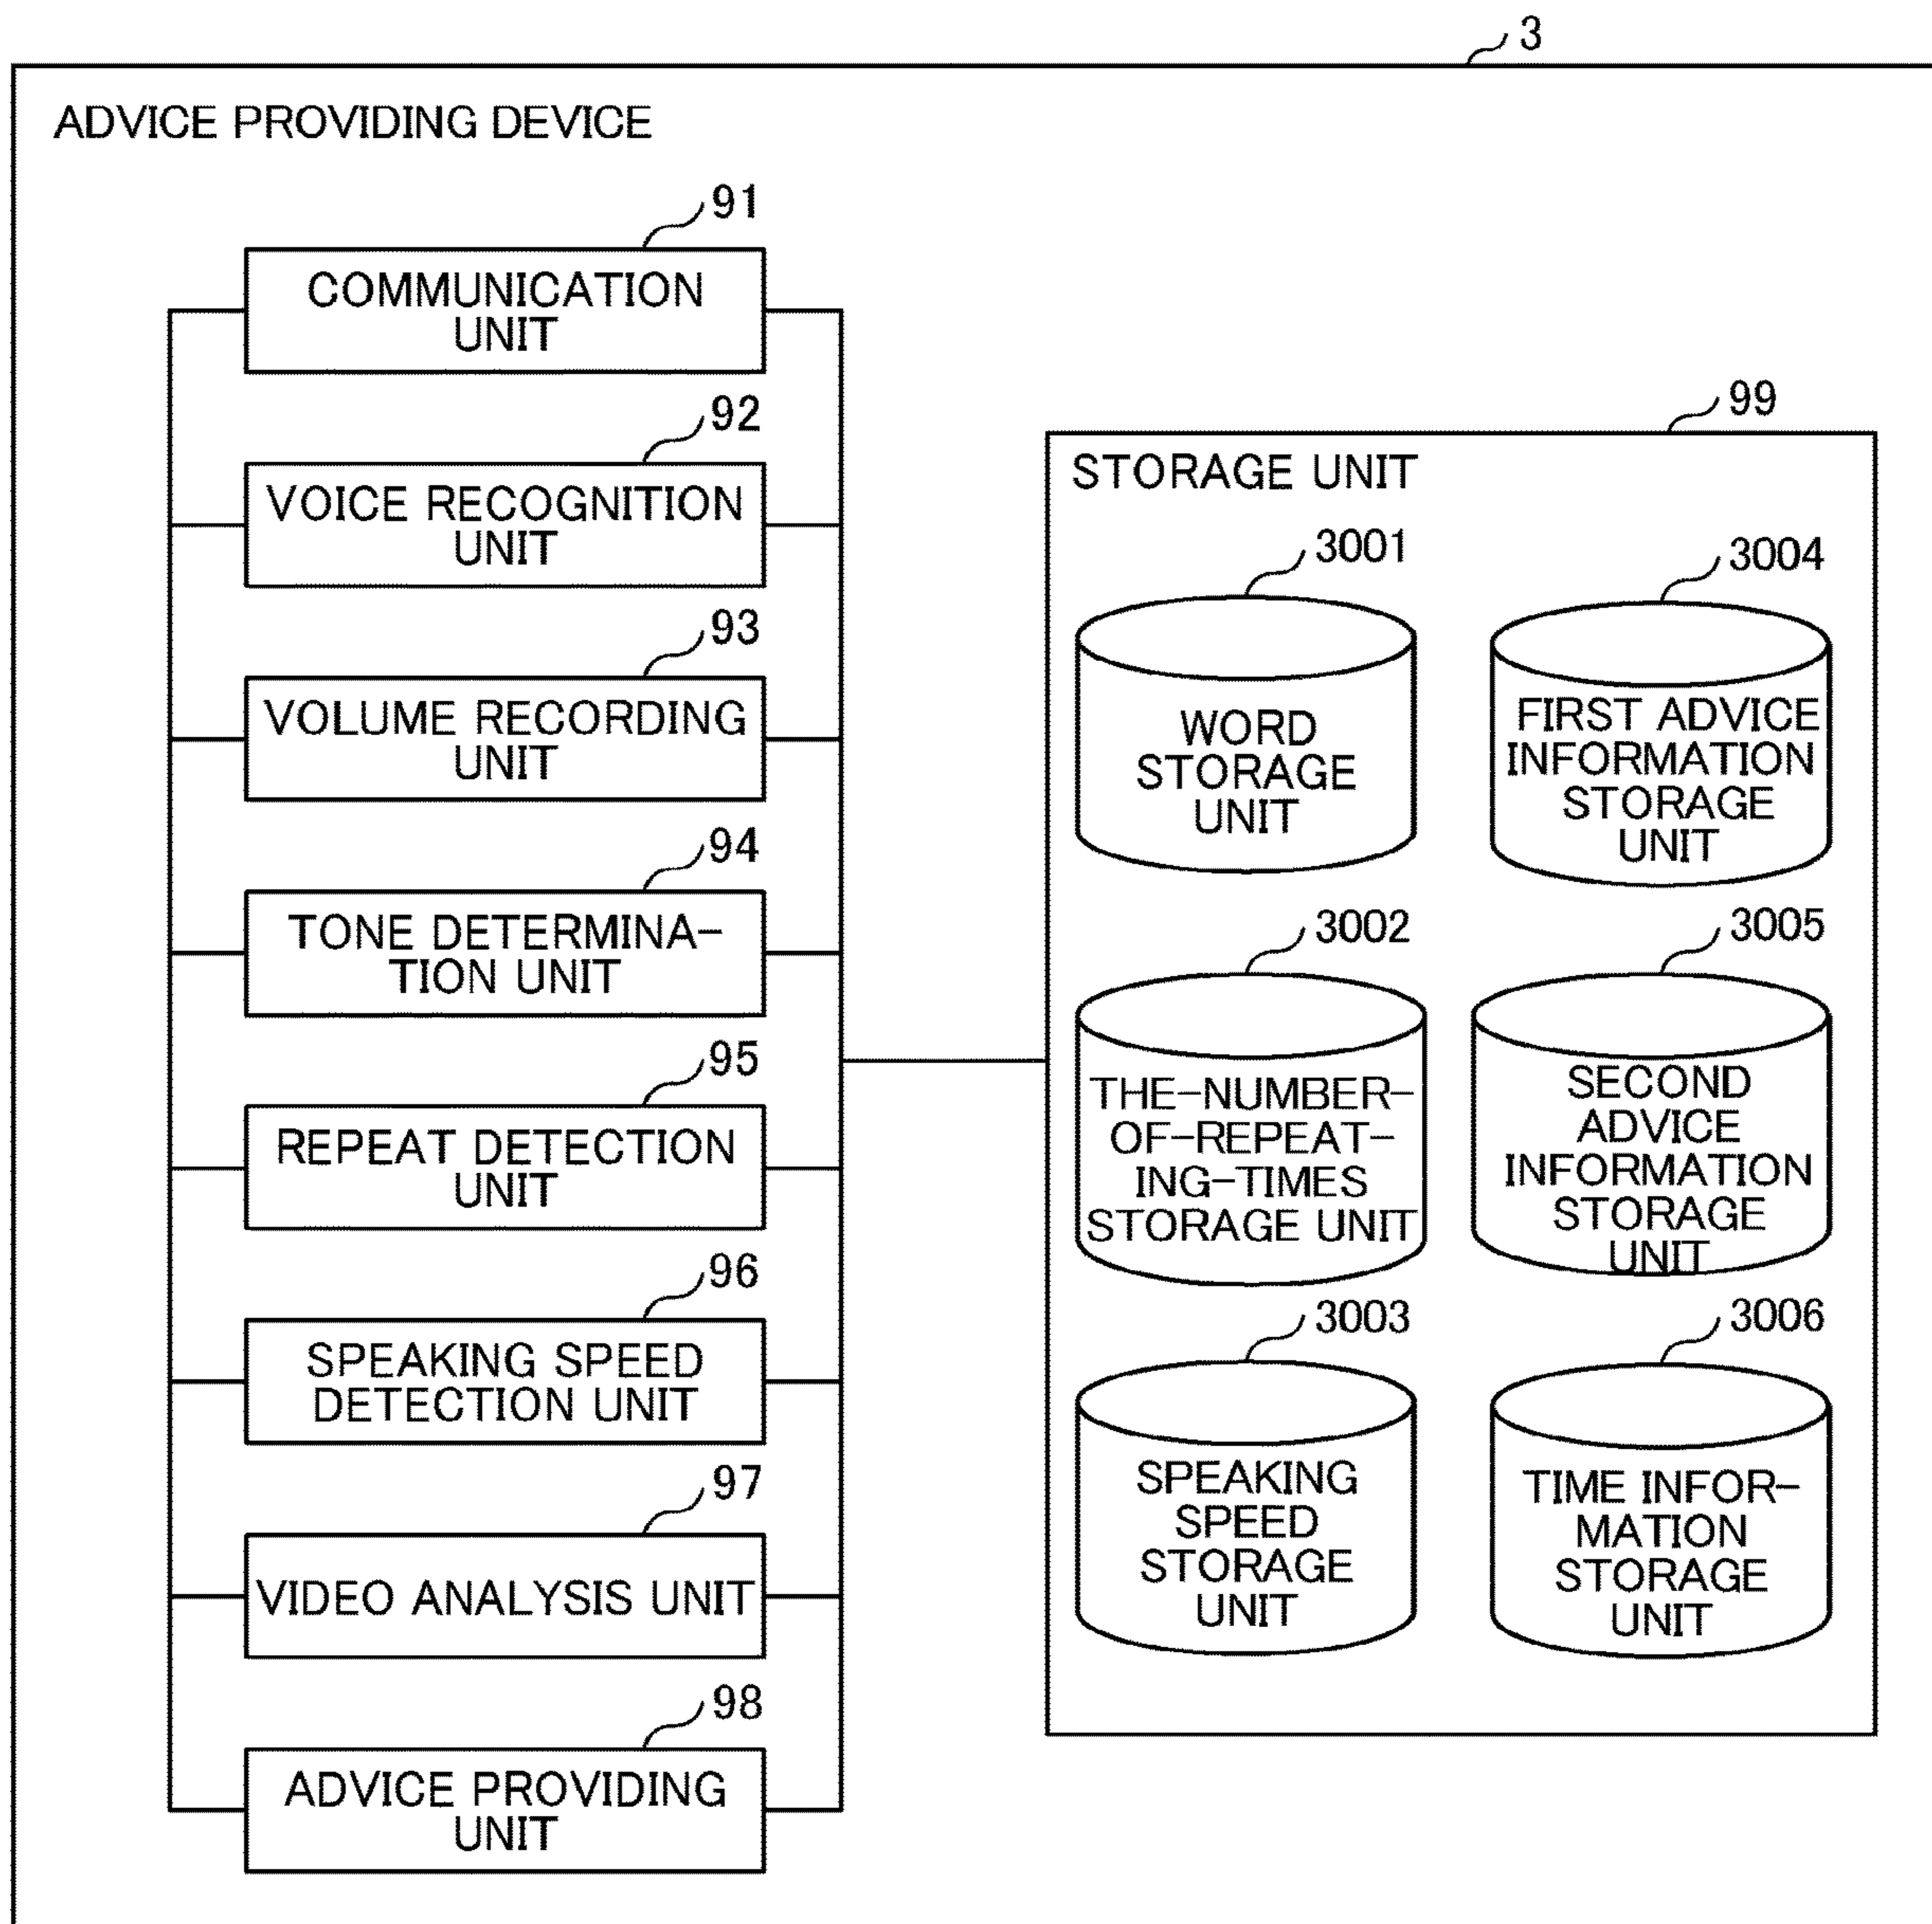 3
ADVICE PROVIDING DEVICE
91
COMMUNICATION
UNIT
92
VOICE RECOGNITION
UNIT
93
VOLUME RECORDING
UNIT
94
TONE DETERMINA-
TION UNIT
95
REPEAT DETECTION
UNIT
96
SPEAKING SPEED
DETECTION UNIT
97
VIDEO ANALYSIS UNIT
98
ADVICE PROVIDING
UNIT
99
STORAGE UNIT
3001
WORD
STORAGE
UNIT
3004
FIRST ADVICE
INFORMATION
STORAGE
UNIT
3002
THE-NUMBER-
OF-REPEAT-
ING-TIMES
STORAGE UNIT
3005
SECOND
ADVICE
INFORMATION
STORAGE
UNIT
3003
SPEAKING
SPEED
STORAGE
UNIT
3006
TIME INFOR-
MATION
STORAGE
UNIT